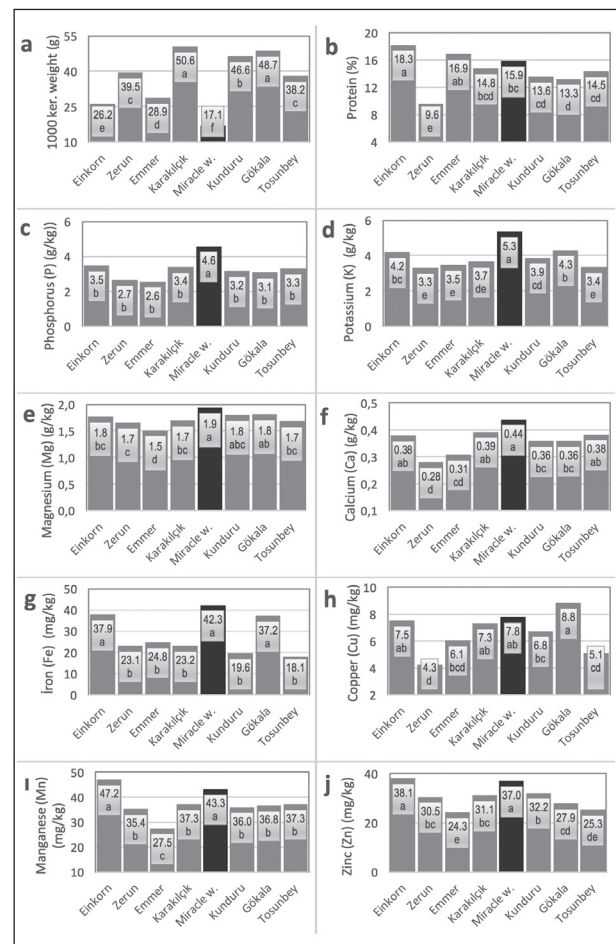 a
1000 ker. weight (g)
55
40
25
10
26.2 e
39.5 c
28.9 d
50.6 a
17.1 f
46.6 b
48.7 a
38.2 c
Einkorn
Zerun
Emmer
Karakılçık
Miracle w.
Kunduru
Gökala
Tosunbey
b
Protein (%)
20
16
12
8
4
18.3 a
9.6 e
16.9 ab
14.8 bcd
15.9 bc
13.6 cd
13.3 d
14.5 cd
Einkorn
Zerun
Emmer
Karakılçık
Miracle w.
Kunduru
Gökala
Tosunbey
c
Phosphorus (P) (g/kg))
6
4
2
0
3.5 b
2.7 b
2.6 b
3.4 b
4.6 a
3.2 b
3.1 b
3.3 b
Einkorn
Zerun
Emmer
Karakılçık
Miracle w.
Kunduru
Gökala
Tosunbey
d
Potassium (K) (g/kg)
6
4
2
0
4.2 bc
3.3 e
3.5 e
3.7 de
5.3 a
3.9 cd
4.3 b
3.4 e
Einkorn
Zerun
Emmer
Karakılçık
Miracle w.
Kunduru
Gökala
Tosunbey
e
Magnesium (Mg) (g/kg)
2,0
1,5
1,0
0,5
0,0
1.8 bc
1.7 c
1.5 d
1.7 bc
1.9 a
1.8 abc
1.8 ab
1.7 bc
Einkorn
Zerun
Emmer
Karakılçık
Miracle w.
Kunduru
Gökala
Tosunbey
f
Calcium (Ca) (g/kg)
0,5
0,4
0,3
0,2
0,1
0.38 ab
0.28 d
0.31 cd
0.39 ab
0.44 a
0.36 bc
0.36 bc
0.38 ab
Einkorn
Zerun
Emmer
Karakılçık
Miracle w.
Kunduru
Gökala
Tosunbey
g
İron (Fe) (mg/kg)
50
40
30
20
10
0
37.9 a
23.1 b
24.8 b
23.2 b
42.3 a
19.6 b
37.2 a
18.1 b
Einkorn
Zerun
Emmer
Karakılçık
Miracle w.
Kunduru
Gökala
Tosunbey
h
Copper (Cu) (mg/kg)
10
8
6
4
2
7.5 ab
4.3 d
6.1 bcd
7.3 ab
7.8 ab
6.8 bc
8.8 a
5.1 cd
Einkorn
Zerun
Emmer
Karakılçık
Miracle w.
Kunduru
Gökala
Tosunbey
ı
Manganese (Mn)
(mg/kg)
50
40
30
20
10
47.2 a
35.4 b
27.5 c
37.3 b
43.3 a
36.0 b
36.8 b
37.3 b
Einkorn
Zerun
Emmer
Karakılçık
Miracle w.
Kunduru
Gökala
Tosunbey
j
Zinc (Zn) (mg/kg)
40
20
0
38.1 a
30.5 bc
24.3 e
31.1 bc
37.0 a
32.2 b
27.9 cd
25.3 de
Einkorn
Zerun
Emmer
Karakılçık
Miracle w.
Kunduru
Gökala
Tosunbey